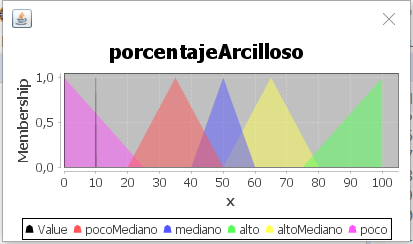 porcentajeArcilloso
Membership
1,0
0,5
0,0
0 10 20 30 40 50 60 70 80 90 100
x
Value pocoMediano mediano alto altoMediano poco